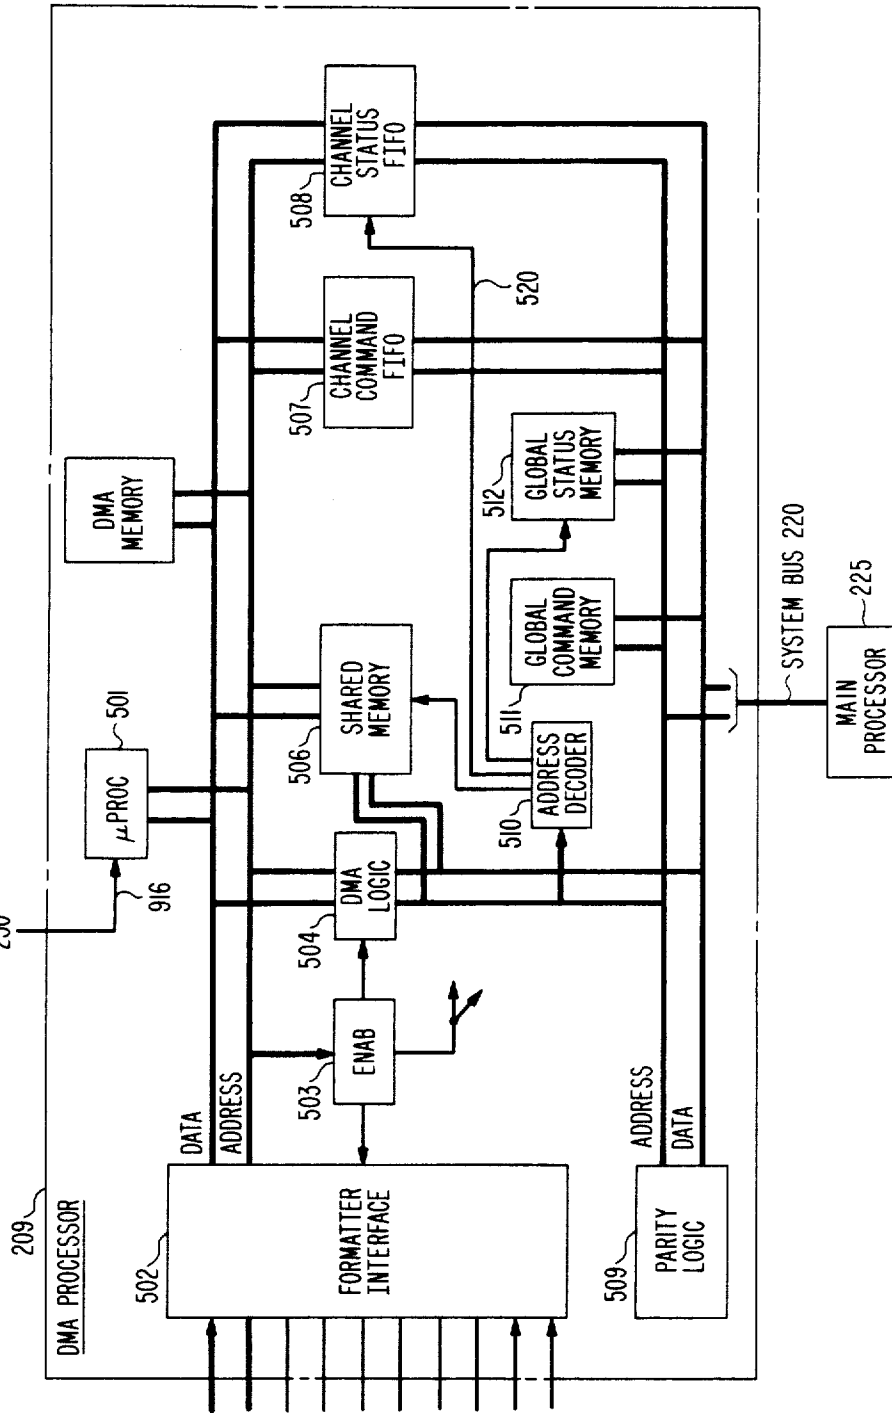 DMA PROCESSOR
209
230
916
μPROC
501
DMA
MEMORY
DATA
ADDRESS
502
FORMATTER
INTERFACE
503
ENAB
504
DMA
LOGIC
506
SHARED
MEMORY
507
CHANNEL
COMMAND
FIFO
508
CHANNEL
STATUS
FIFO
520
510
ADDRESS
DECODER
511
GLOBAL
COMMAND
MEMORY
512
GLOBAL
STATUS
MEMORY
509
PARITY
LOGIC
ADDRESS
DATA
SYSTEM BUS 220
225
MAIN
PROCESSOR